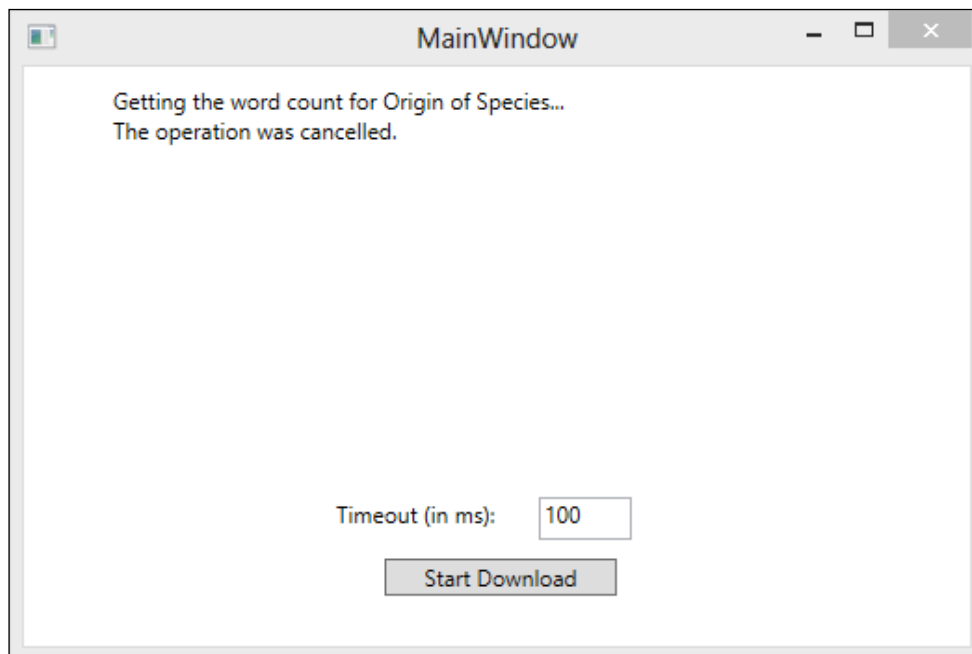 MainWindow
Getting the word count for Origin of Species...
The operation was cancelled.
Timeout (in ms): 100
Start Download